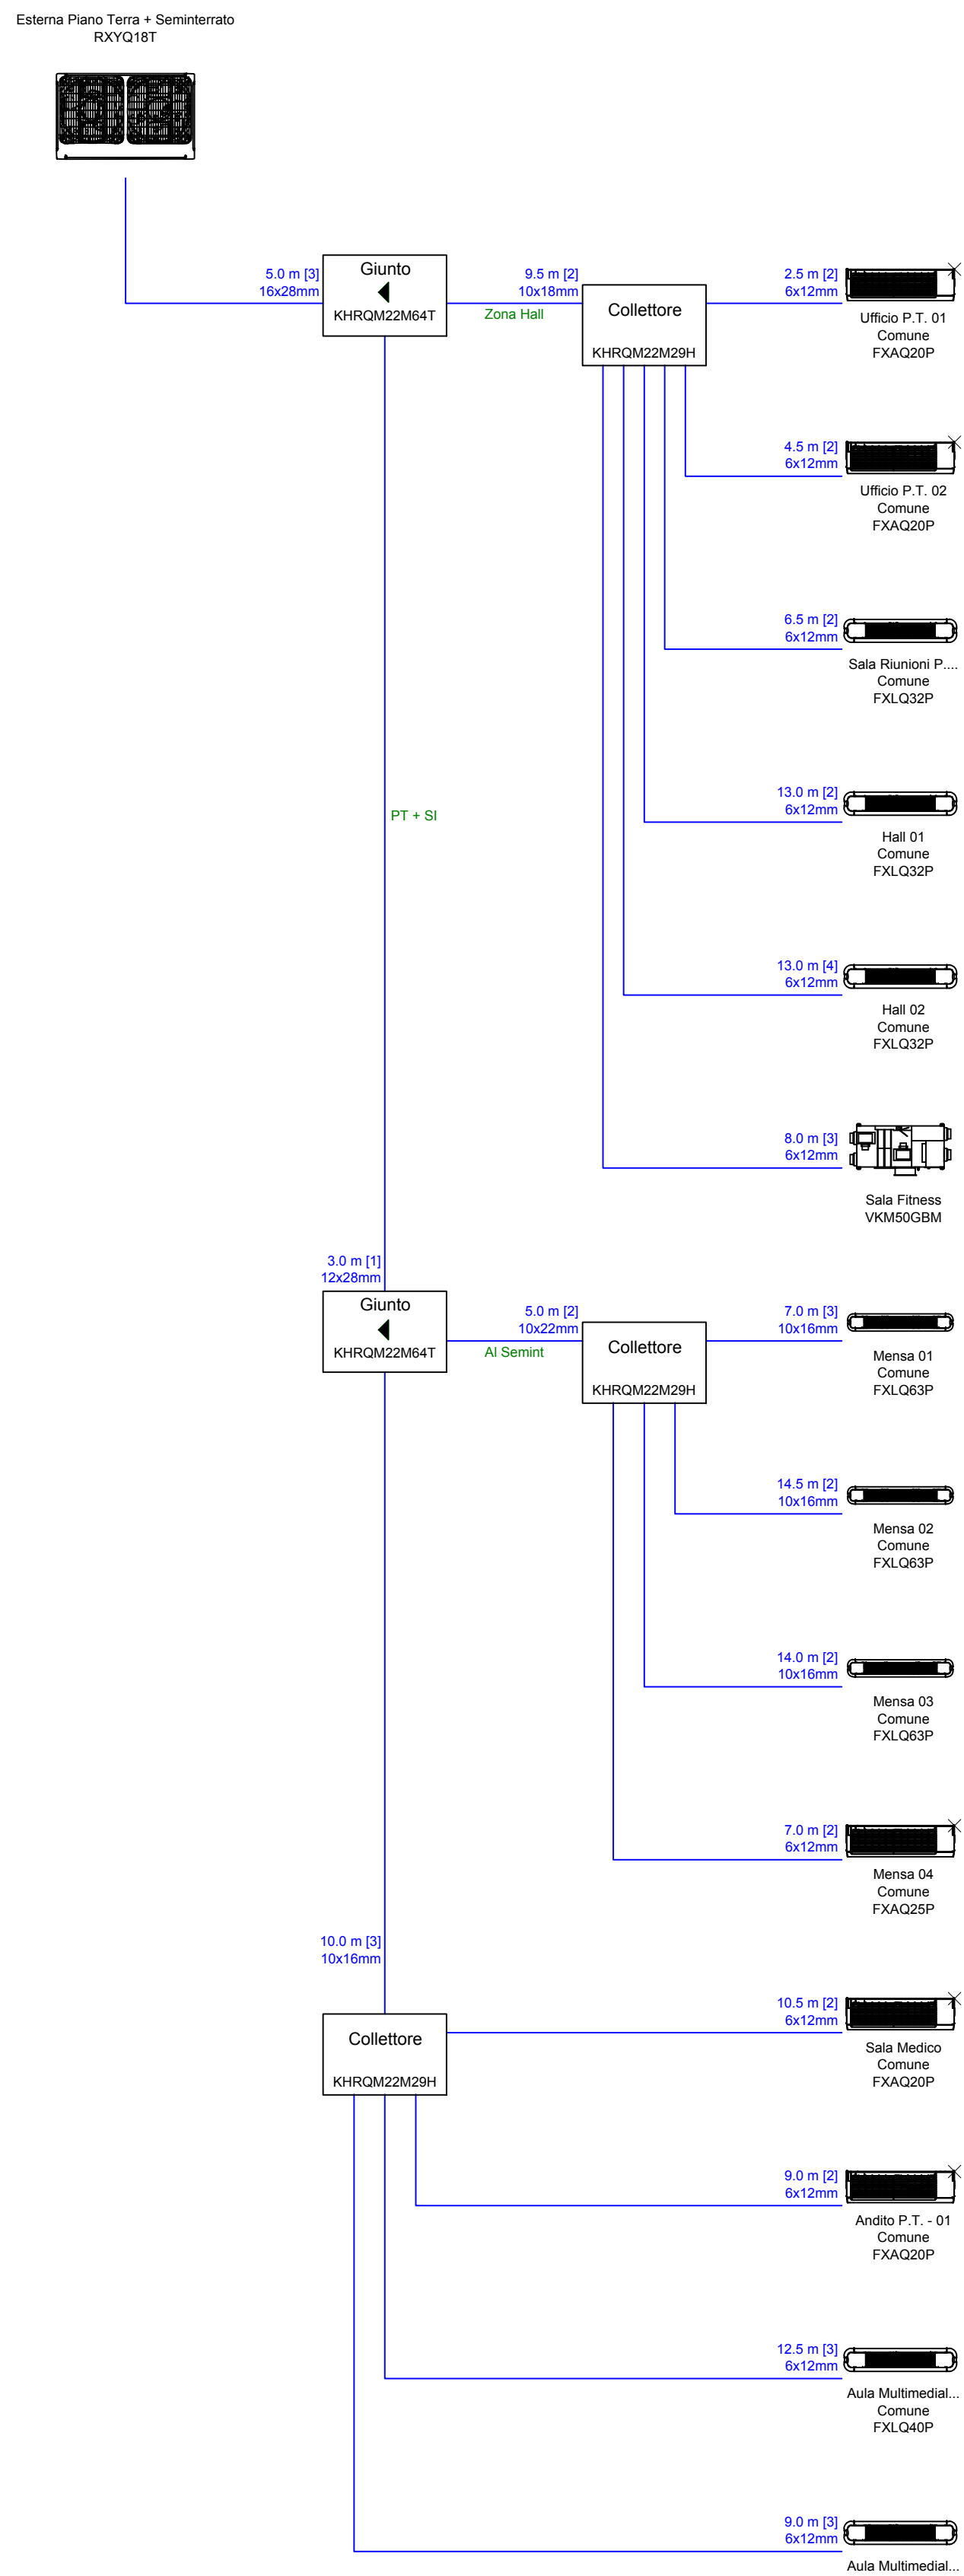 Esterna Piano Terra + Seminterrato
RXYQ18T
5.0 m [3]
16x28mm
Giunto
KHRQM22M64T
9.5 m [2]
10x18mm
Zona Hall
Collettore
KHRQM22M29H
2.5 m [2]
6x12mm
Ufficio P.T. 01
Comune
FXAQ20P
4.5 m [2]
6x12mm
Ufficio P.T. 02
Comune
FXAQ20P
6.5 m [2]
6x12mm
Sala Riunioni P....
Comune
FXLQ32P
13.0 m [2]
6x12mm
Hall 01
Comune
FXLQ32P
PT + SI
13.0 m [4]
6x12mm
Hall 02
Comune
FXLQ32P
8.0 m [3]
6x12mm
Sala Fitness
VKM50GBM
3.0 m [1]
12x28mm
Giunto
KHRQM22M64T
5.0 m [2]
10x22mm
Al Semint
Collettore
KHRQM22M29H
7.0 m [3]
10x16mm
Mensa 01
Comune
FXLQ63P
14.5 m [2]
10x16mm
Mensa 02
Comune
FXLQ63P
14.0 m [2]
10x16mm
Mensa 03
Comune
FXLQ63P
7.0 m [2]
6x12mm
Mensa 04
Comune
FXAQ25P
10.0 m [3]
10x16mm
Collettore
KHRQM22M29H
10.5 m [2]
6x12mm
Sala Medico
Comune
FXAQ20P
9.0 m [2]
6x12mm
Andito P.T. - 01
Comune
FXAQ20P
12.5 m [3]
6x12mm
Aula Multimedial...
Comune
FXLQ40P
9.0 m [3]
6x12mm
Aula Multimedial...